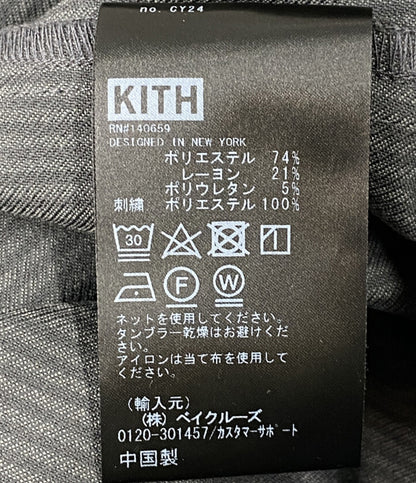 no. CY24
KITH
RN#140659
DESIGNED IN NEW YORK
ポリエステル 74%
レーヨン 21%
ポリウレタン 5%
刺繍 ポリエステル 100%
30
1
F W
ネットを使用してください。
タンブラー乾燥はお避けくだ
さい。
アイロンは当て布を使用して
ください。
(輸入元)
(株) ベイクルーズ
0120-301457/カスタマーサポート
中国製